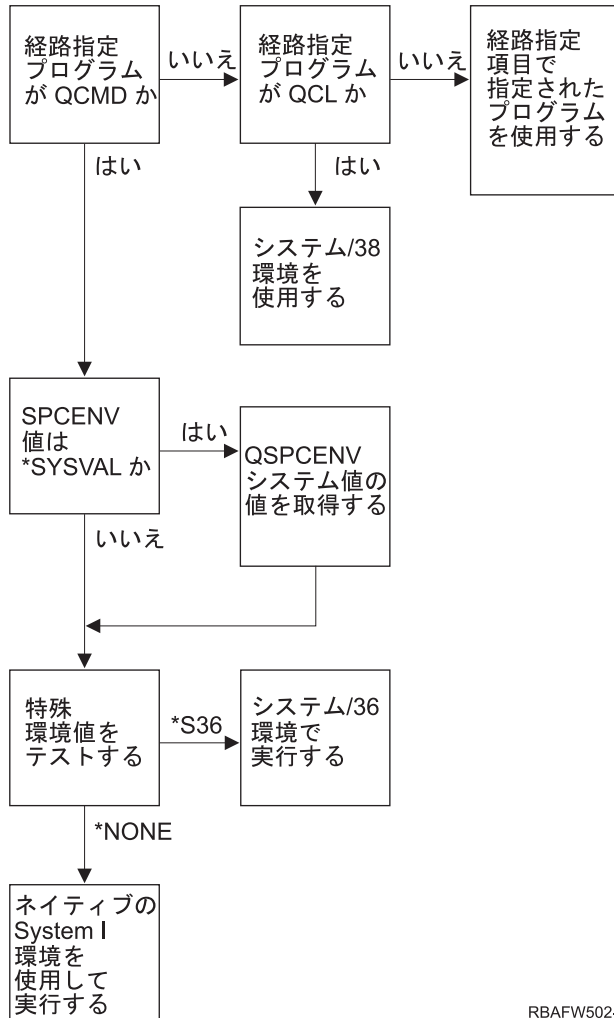 経路指定
プログラム
が QCMD か
いいえ
経路指定
プログラム
が QCL か
いいえ
経路指定
項目で
指定された
プログラム
を使用する
はい
はい
システム/38
環境を
使用する
SPCENV
値は
*SYSVAL か
はい
QSPCENV
システム値の
値を取得する
いいえ
特殊
環境値を
テストする
*S36
システム/36
環境で
実行する
*NONE
ネイティブの
System I
環境を
使用して
実行する